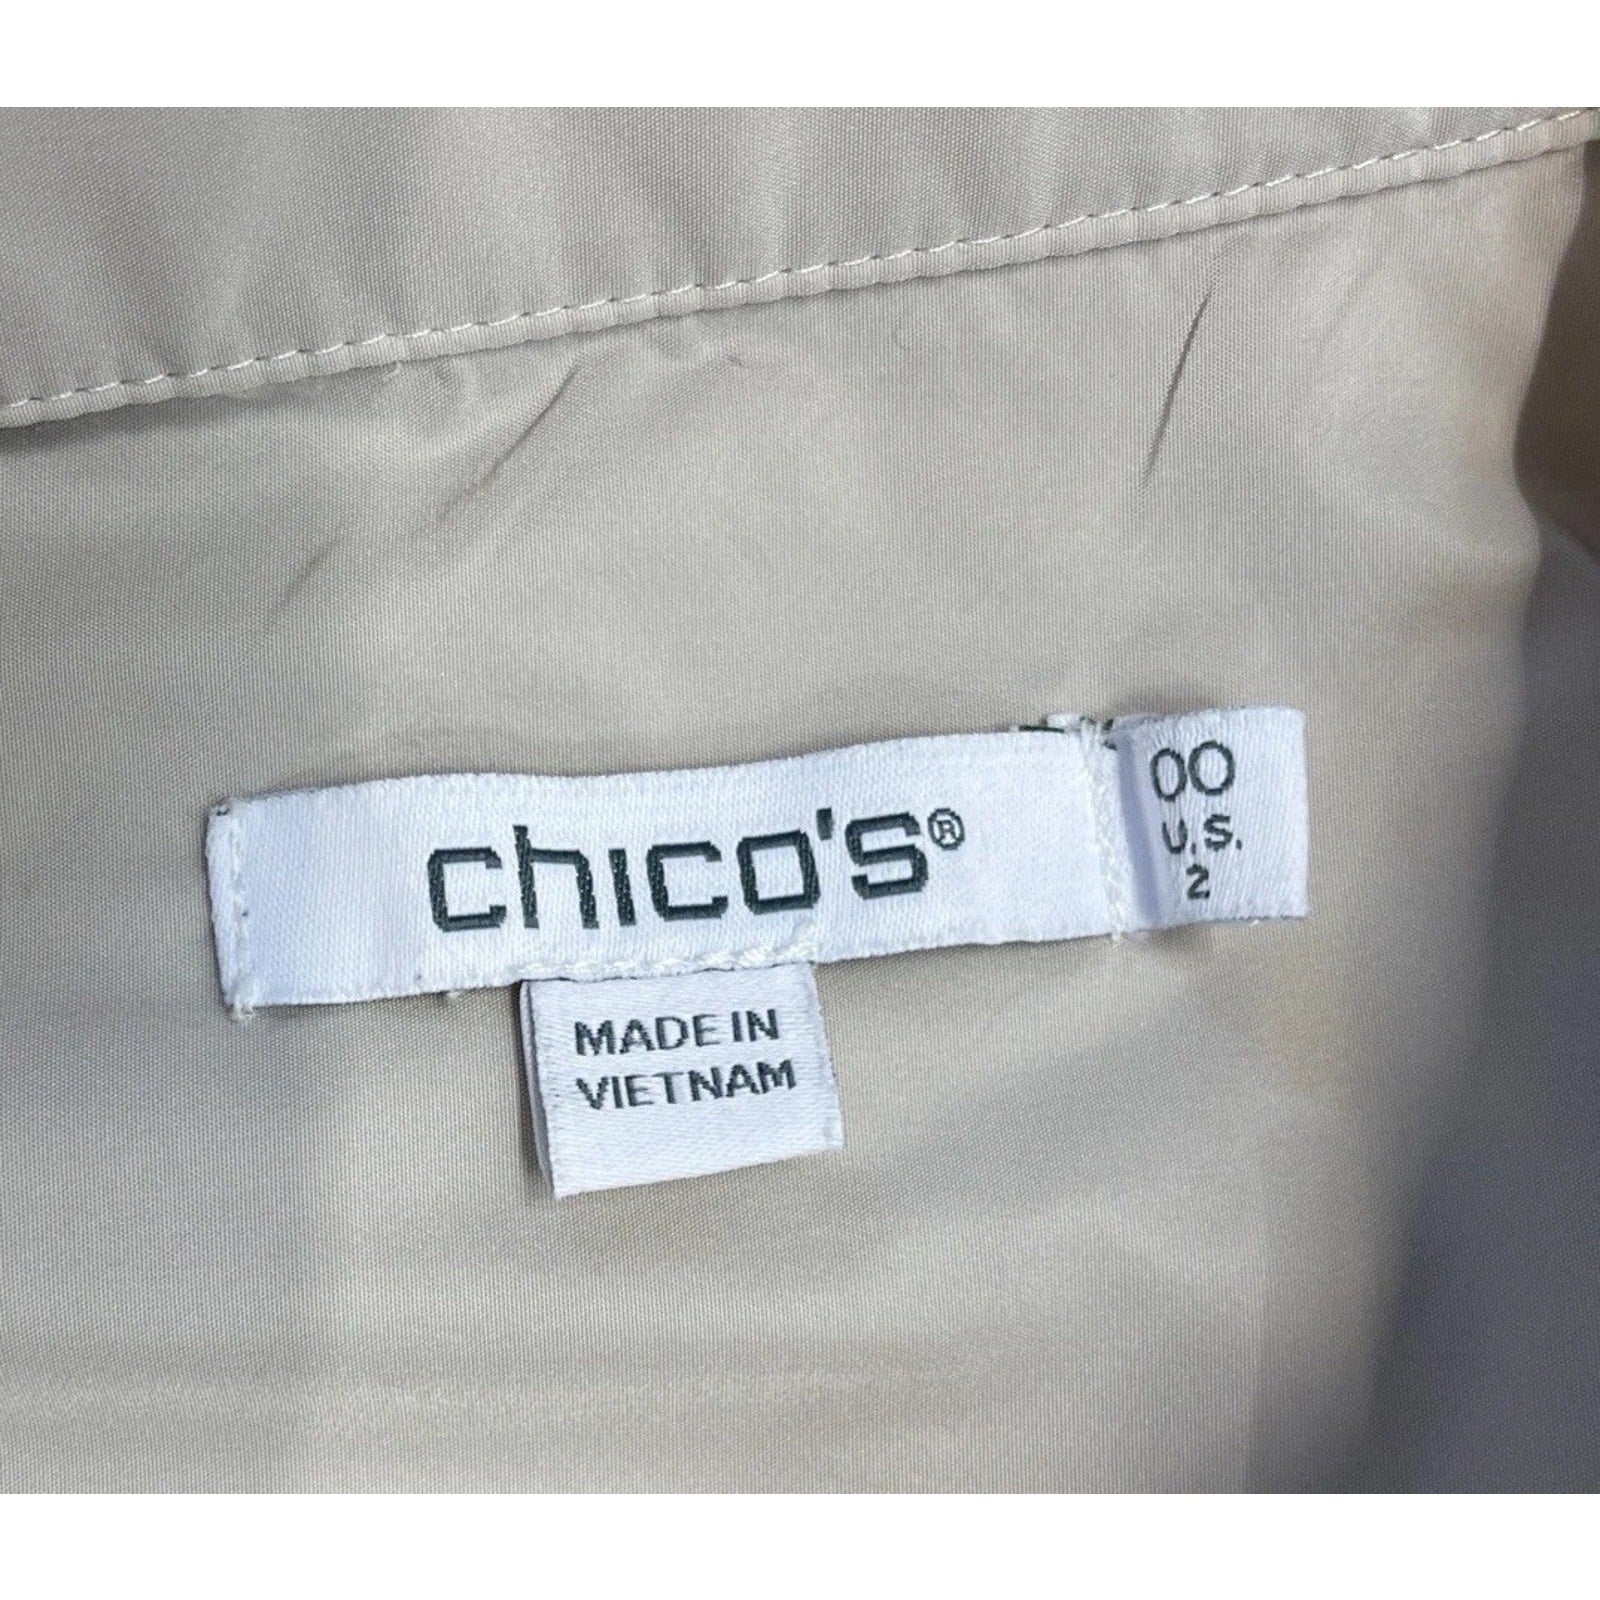 chico's®
00
U.S.
2
MADE IN
VIETNAM